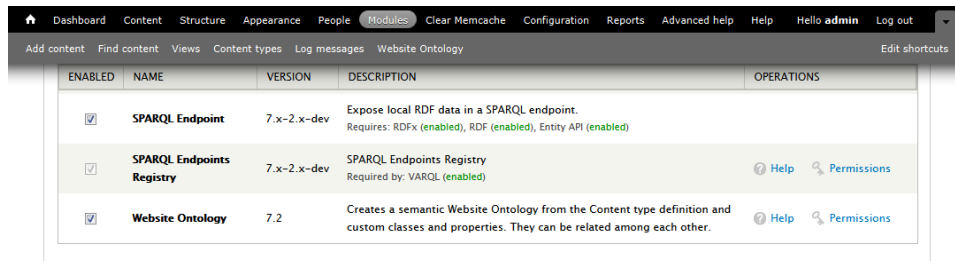 Dashboard Content Structure Appearance People Modules Clear Memcache Configuration Reports Advanced help Help Hello admin Log out
Add content Find content Views Content types Log messages Website Ontology Edit shortcuts
ENABLED NAME VERSION DESCRIPTION OPERATIONS
SPARQL Endpoint 7.x-2.x-dev Expose local RDF data in a SPARQL endpoint.
Requires: RDFx (enabled), RDF (enabled), Entity API (enabled)
SPARQL Endpoints Registry 7.x-2.x-dev SPARQL Endpoints Registry
Required by: VARQL (enabled)
Help Permissions
Website Ontology 7.2 Creates a semantic Website Ontology from the Content type definition and
custom classes and properties. They can be related among each other.
Help Permissions